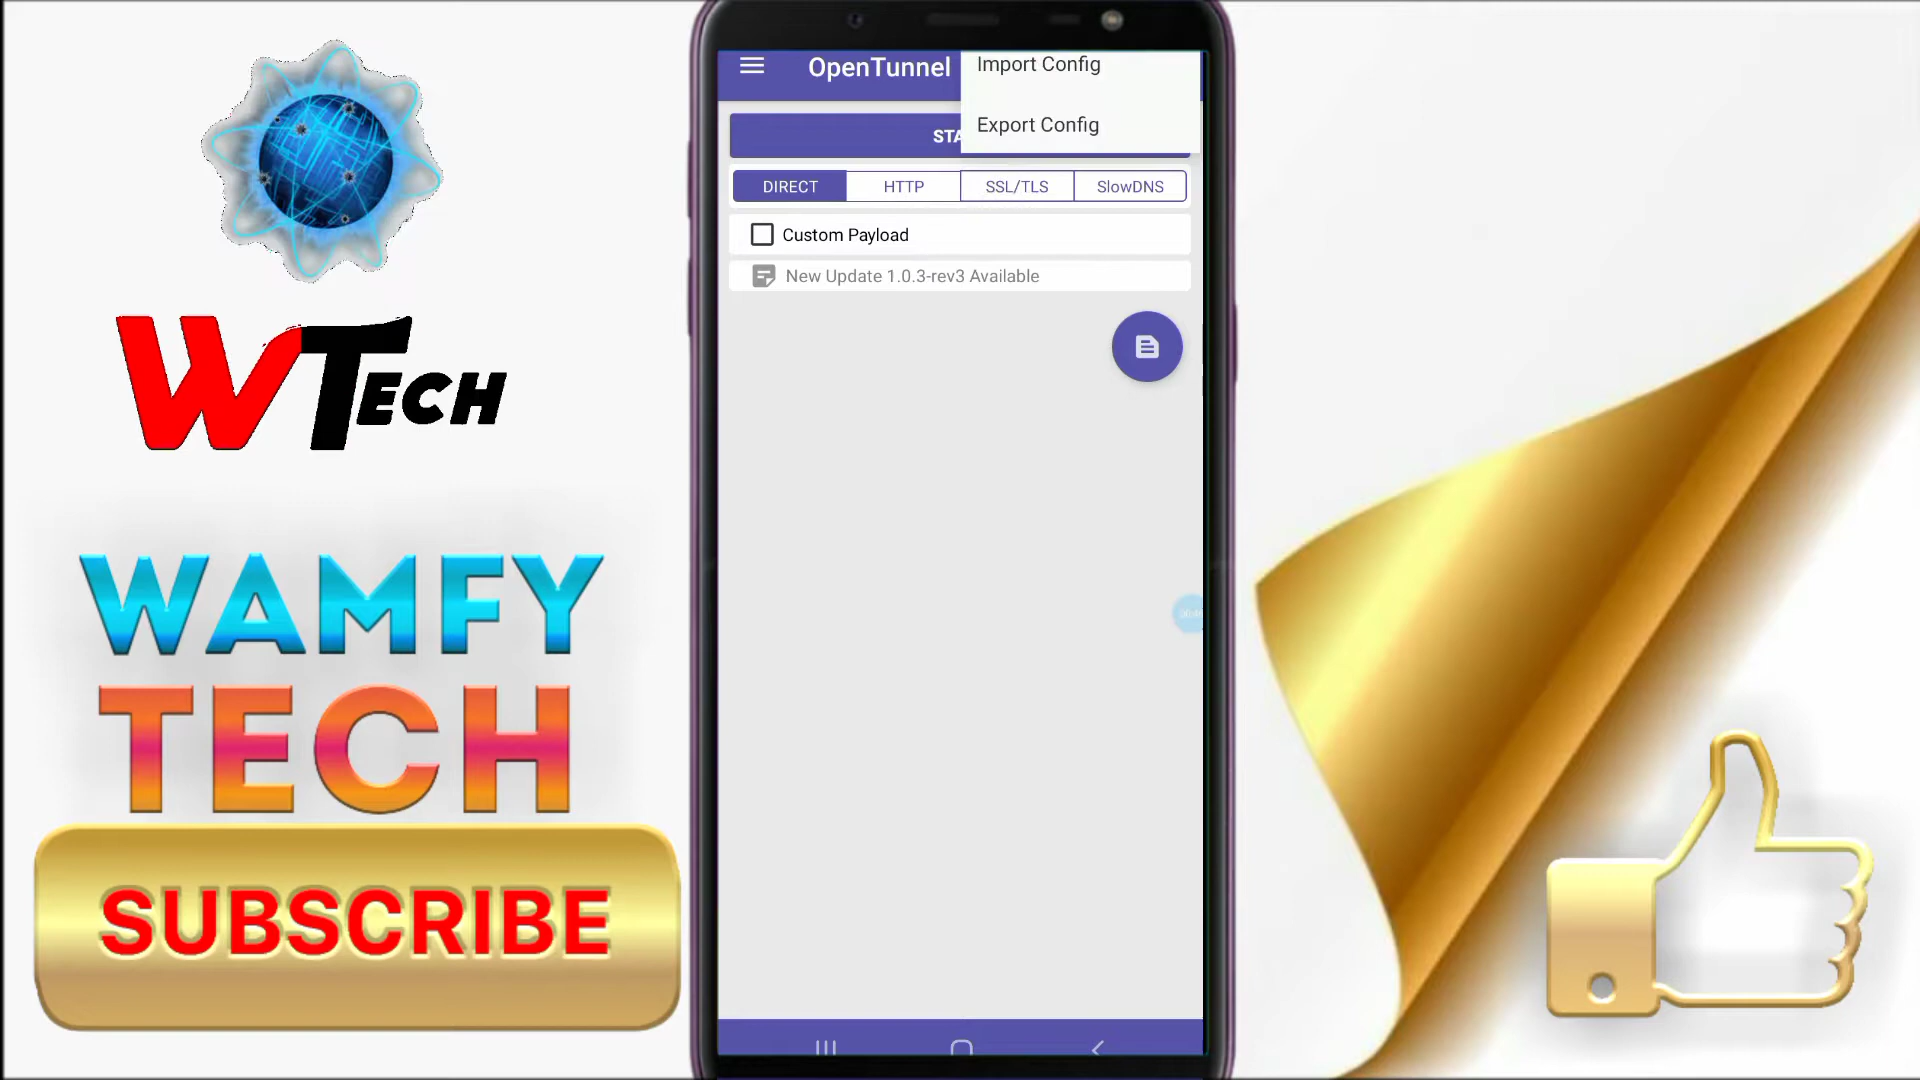 WTECH
WAMFY
TECH
SUBSCRIBE
OpenTunnel
Import Config
Export Config
STA
DIRECT
HTTP
SSL/TLS
SlowDNS
Custom Payload
New Update 1.0.3-rev3 Available